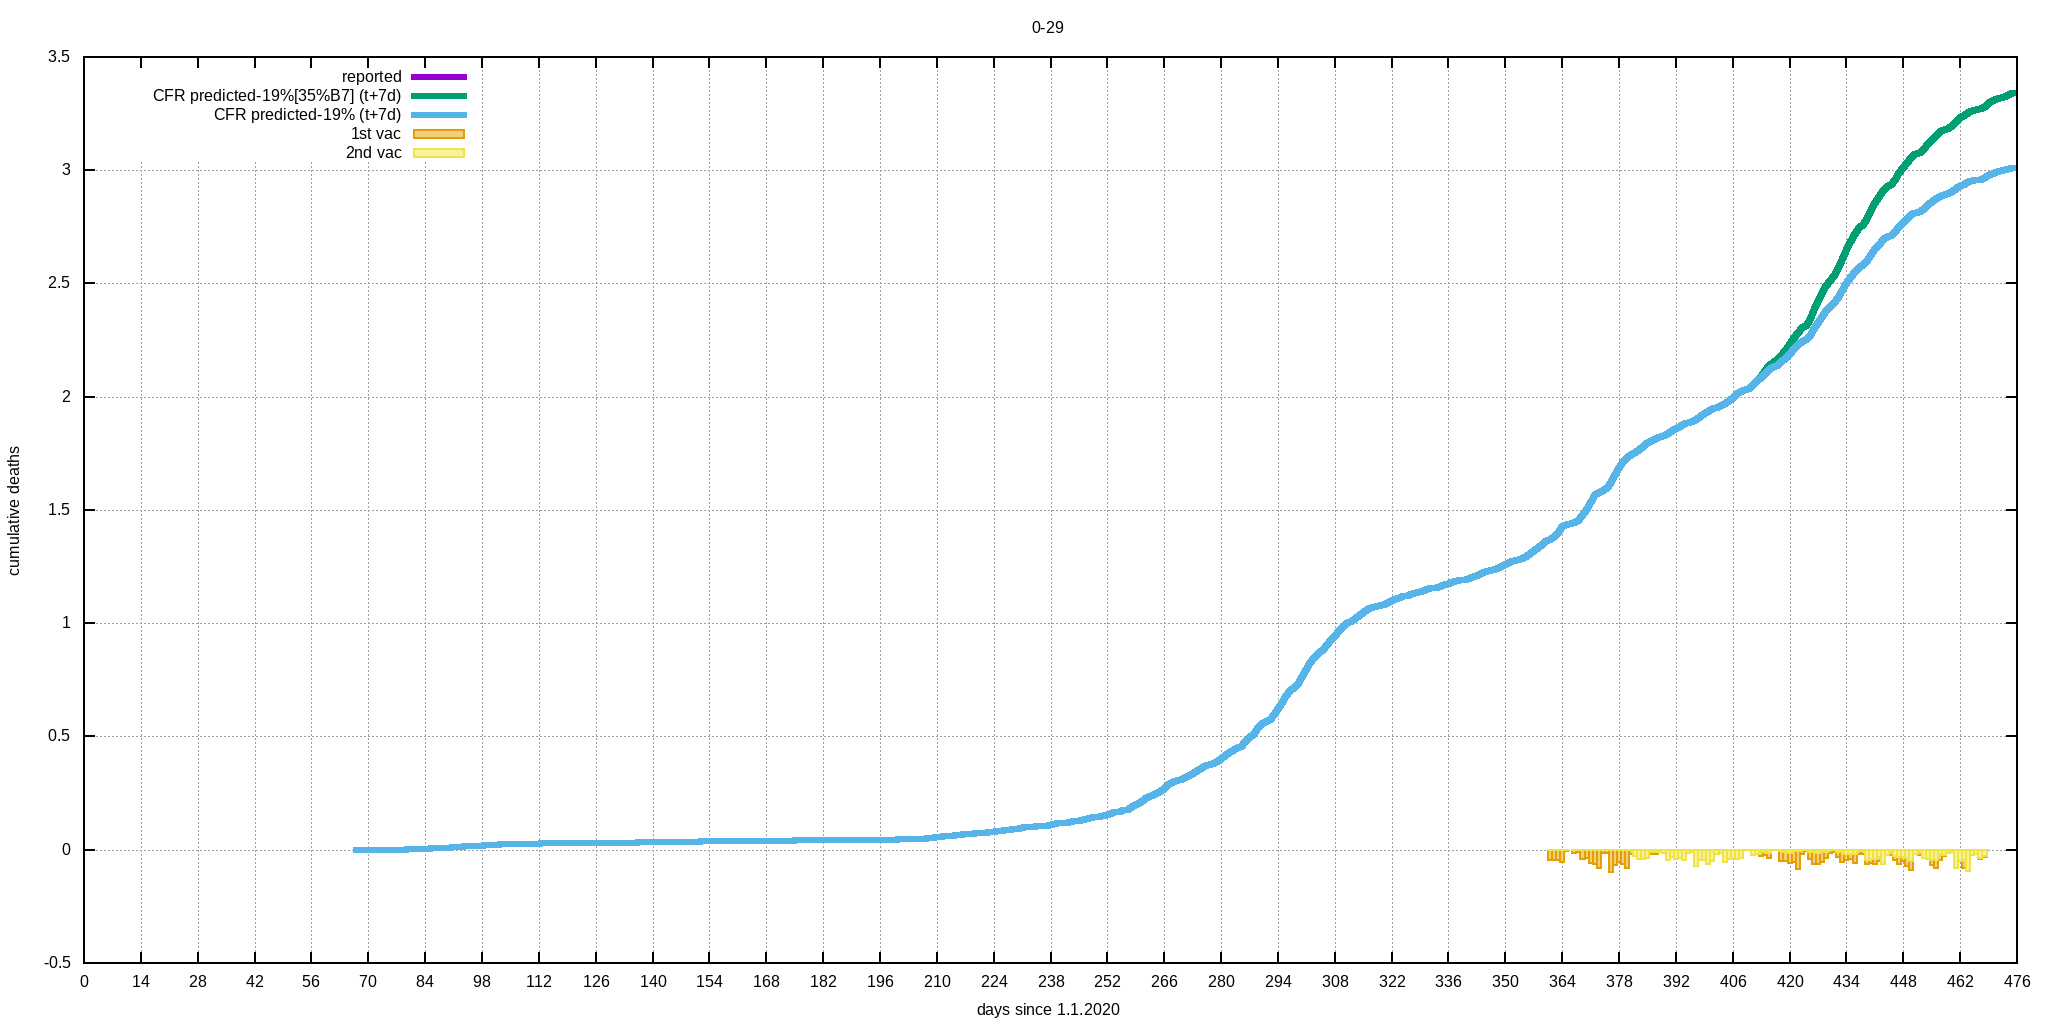 0-29
3.5
3
2.5
2
1.5
1
0.5
0
-0.5
cumulative deaths
reported
CFR predicted-19%[35%B7] (t+7d)
CFR predicted-19% (t+7d)
1st vac
2nd vac
0 14 28 42 56 70 84 98 112 126 140 154 168 182 196 210 224 238 252 266 280 294 308 322 336 350 364 378 392 406 420 434 448 462 476
days since 1.1.2020